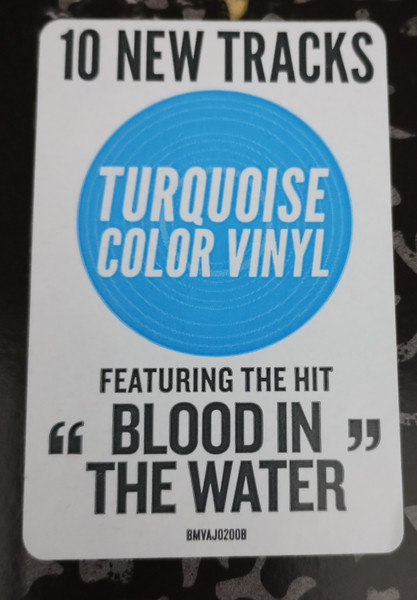 10 NEW TRACKS
TURQUOISE
COLOR VINYL
FEATURING THE HIT
“ BLOOD IN ”
THE WATER
BMVAJ0200B